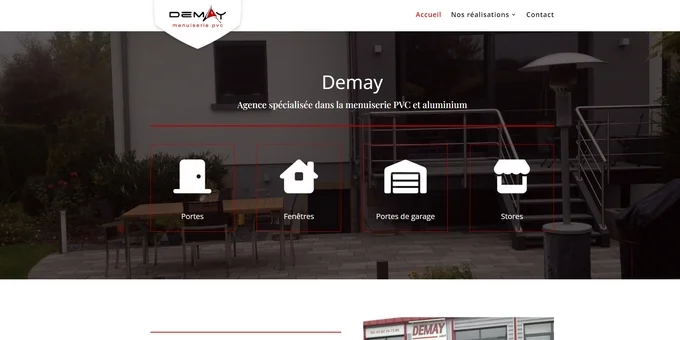 DEMAY
menuiserie pvc
Accueil Nos réalisations Contact
Demay
Agence spécialisée dans la menuiserie PVC et aluminium
Portes Fenêtres Portes de garage Stores
DEMAY